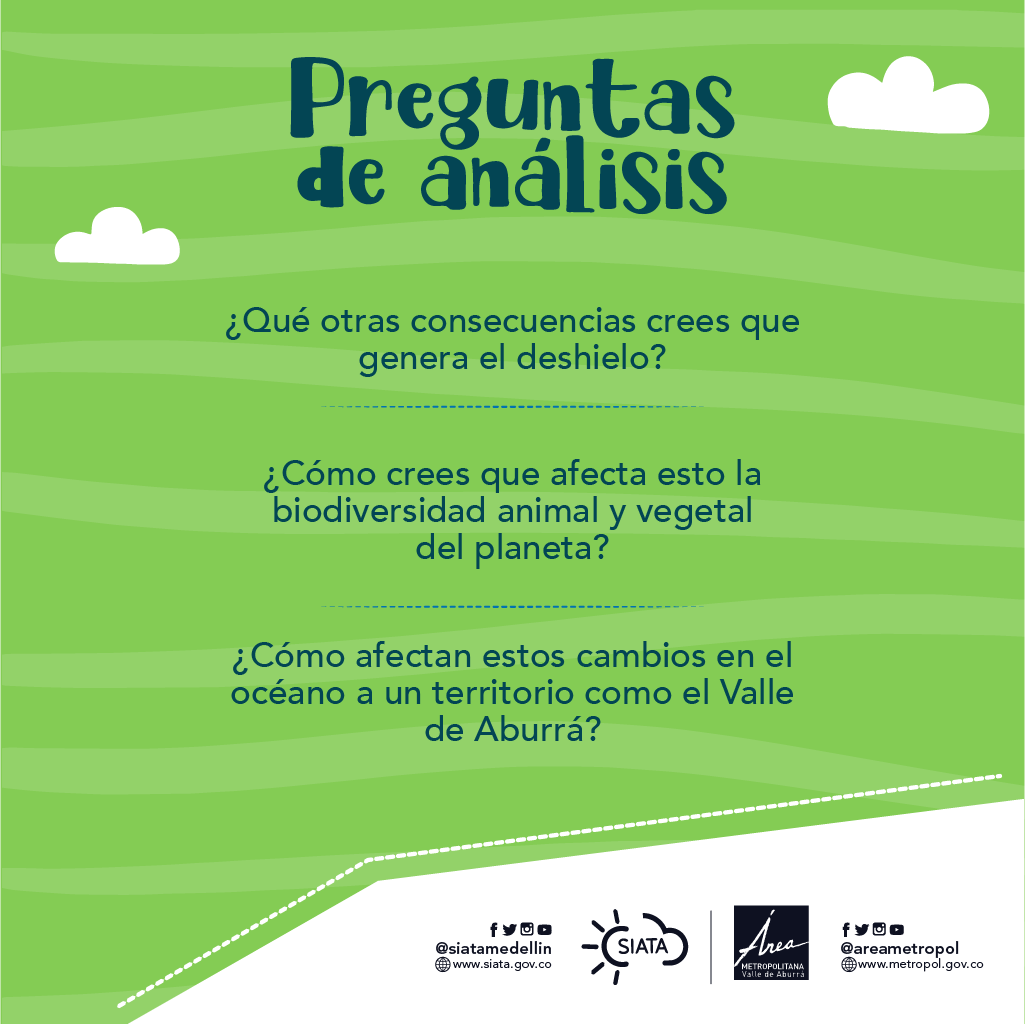 Preguntas
de análisis
¿Qué otras consecuencias crees que
genera el deshielo?
¿Cómo crees que afecta esto la
biodiversidad animal y vegetal
del planeta?
¿Cómo afectan estos cambios en el
océano a un territorio como el Valle
de Aburrá?
@siatamedellin
www.siata.gov.co
SIATA
Área
METROPOLITANA
Valle de Aburrá
@areametropol
www.metropol.gov.co